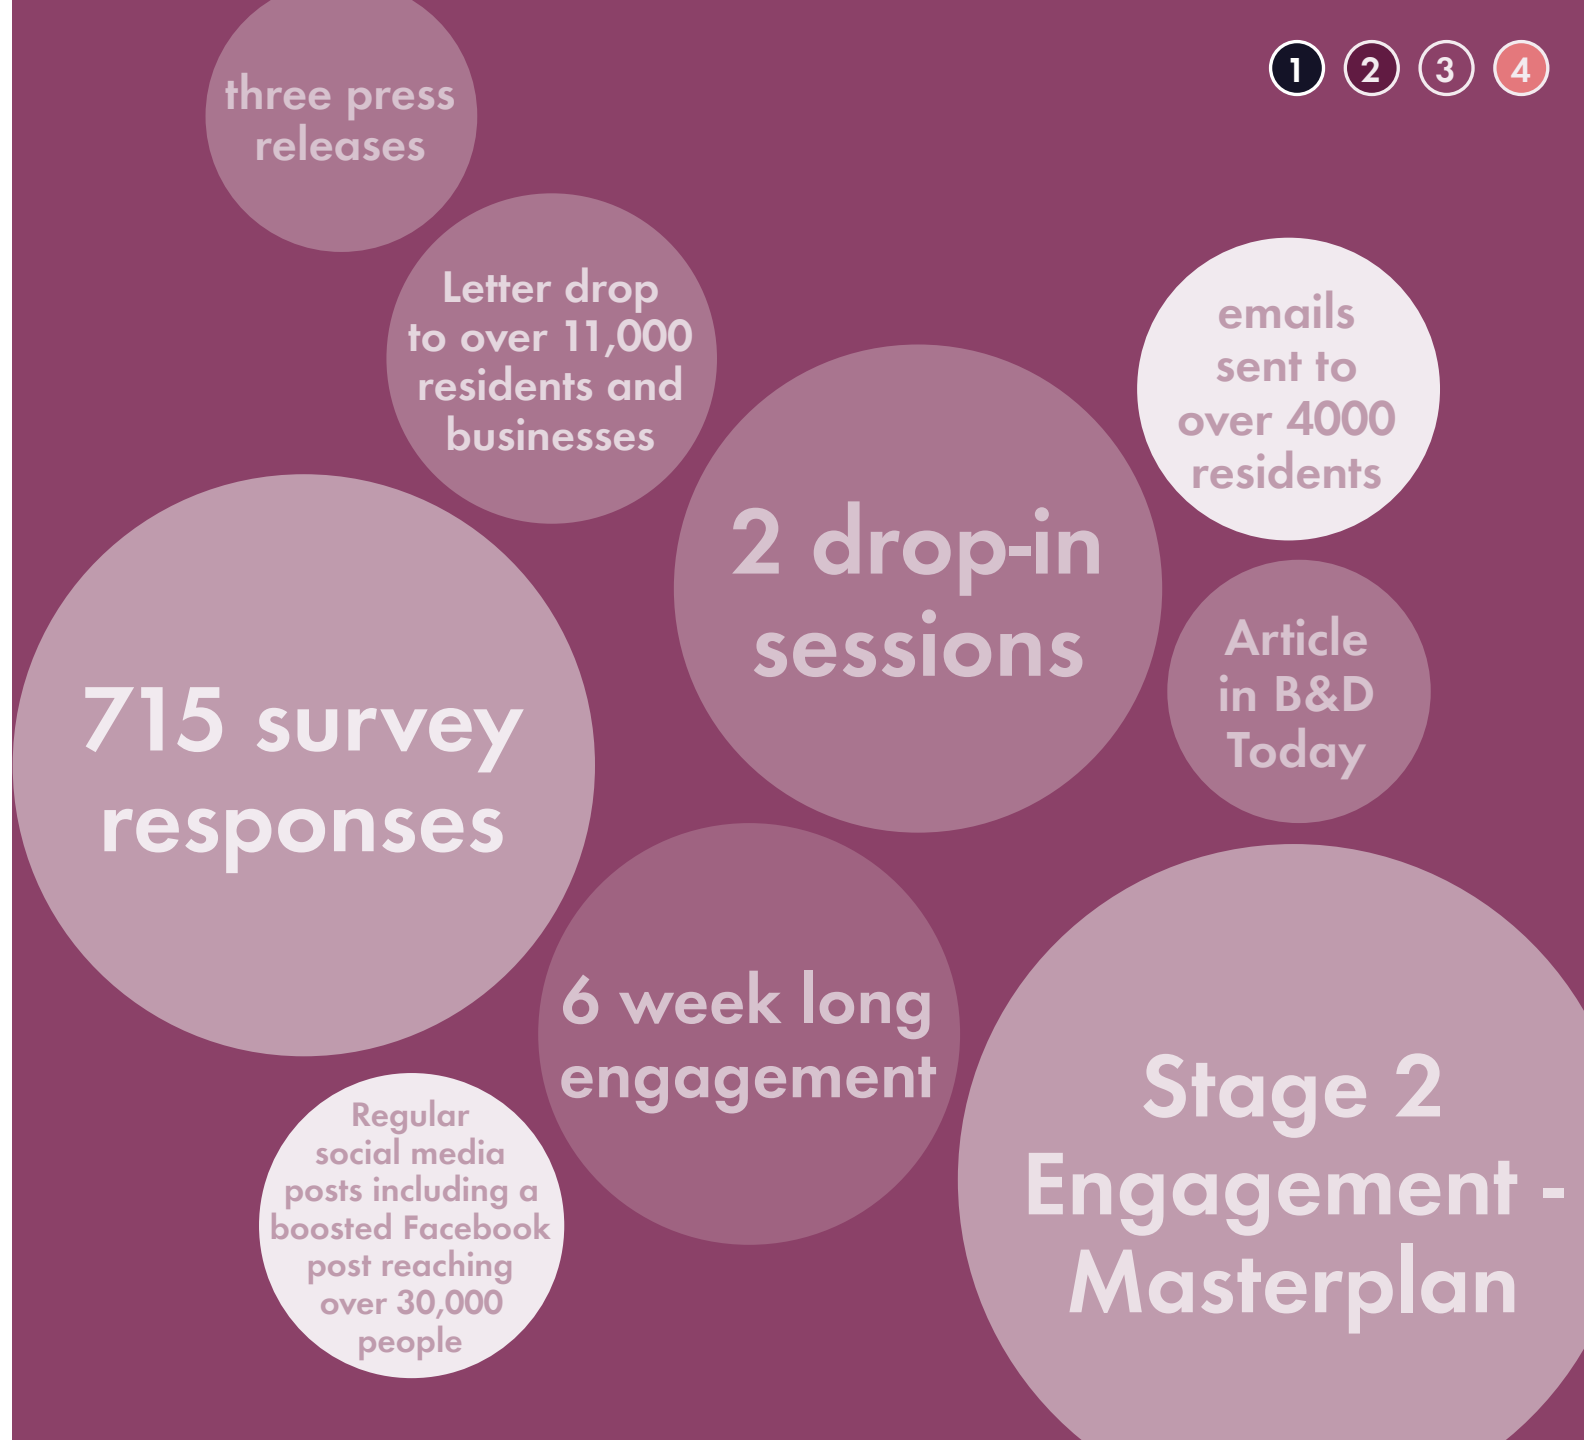 three press
releases
1 2 3 4
Letter drop
to over 11,000
residents and
businesses
emails
sent to
over 4000
residents
2 drop-in
sessions
Article
in B&D
Today
715 survey
responses
6 week long
engagement
Stage 2
Engagement -
Masterplan
Regular
social media
posts including a
boosted Facebook
post reaching
over 30,000
people